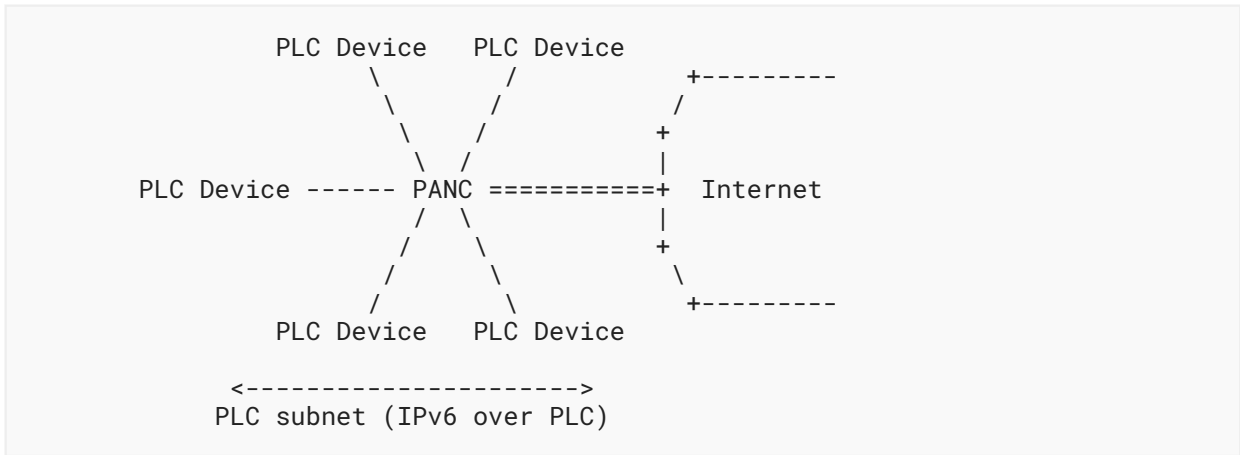 PLC Device PLC Device
PLC Device ------ PANC ===========+ Internet
PLC Device PLC Device
PLC subnet (IPv6 over PLC)